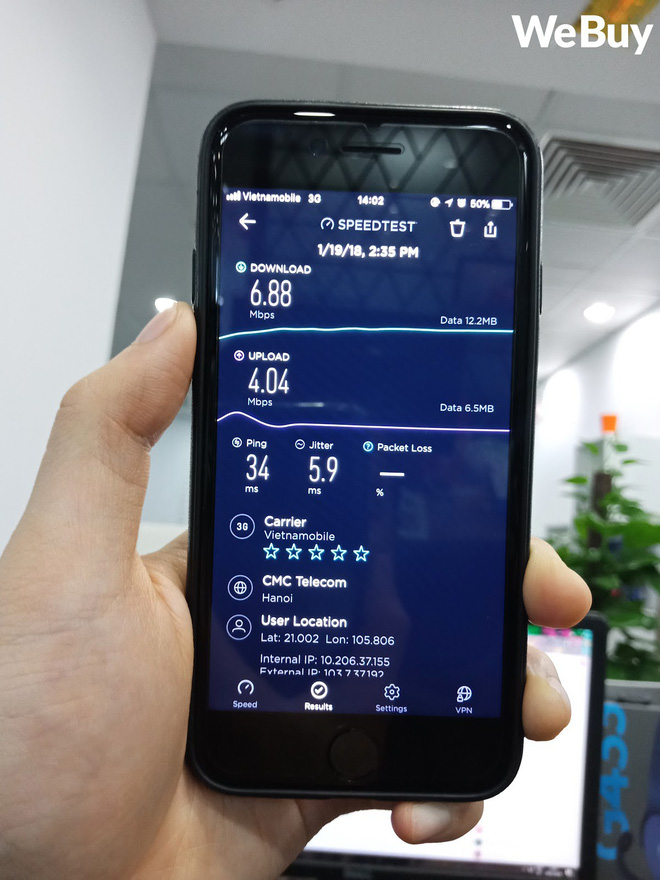 WeBuy
Vietnamobile 3G 14:02 50%
SPEEDTEST
1/19/18, 2:35 PM
DOWNLOAD
6.88
Mbps
Data 12.2MB
UPLOAD
4.04
Mbps
Data 6.5MB
Ping Jitter Packet Loss
34 5.9 —
ms ms %
3G Carrier
Vietnamobile
CMC Telecom
Hanoi
User Location
Lat: 21.002 Lon: 105.806
Internal IP: 10.206.37.155
External IP: 103.7.37.192
Speed Results Settings VPN